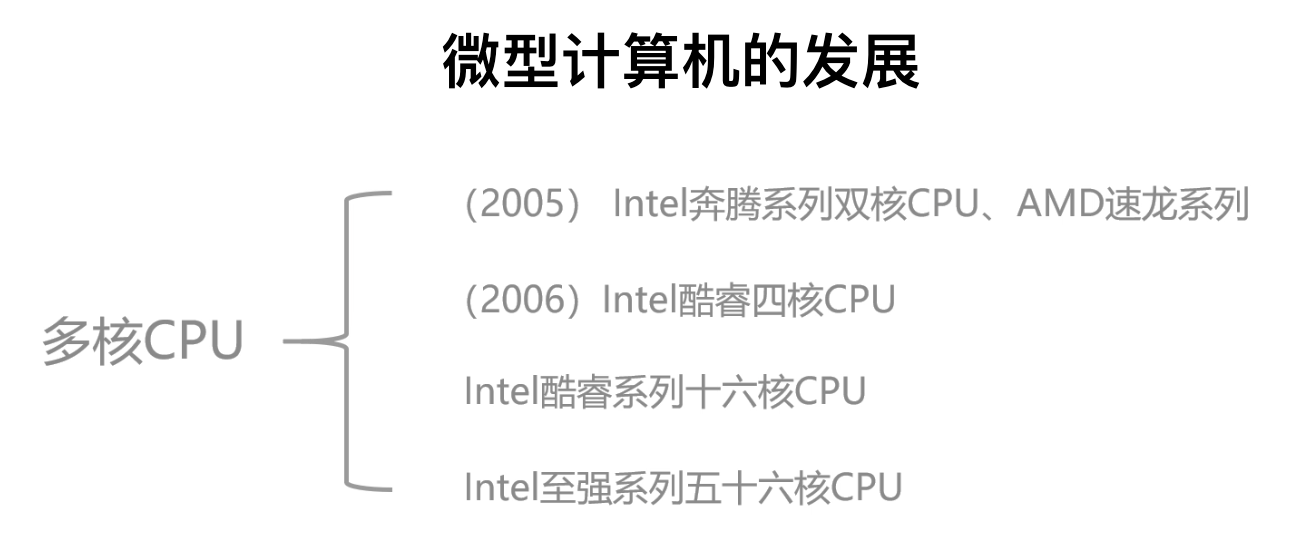 微型计算机的发展
（2005） Intel奔腾系列双核CPU、AMD速龙系列
（2006）Intel酷睿四核CPU
多核CPU
Intel酷睿系列十六核CPU
Intel至强系列五十六核CPU